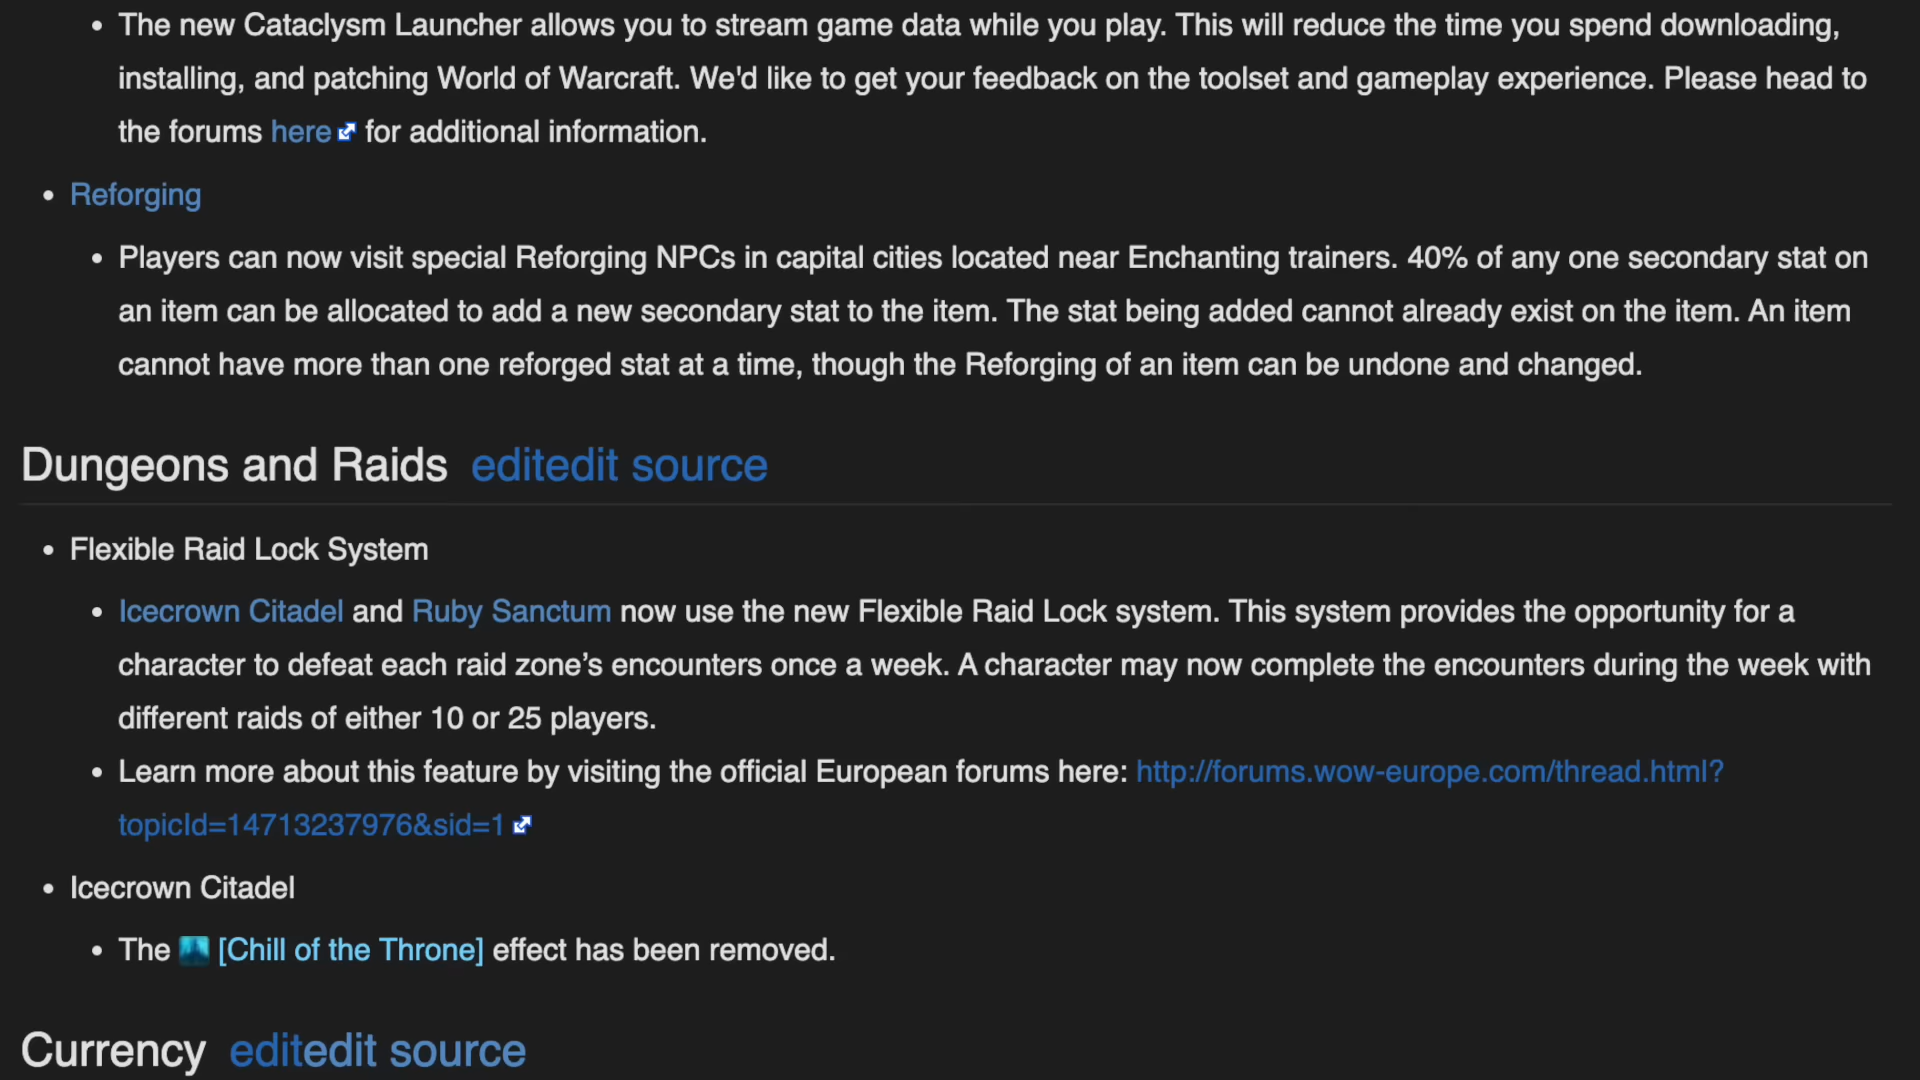 The new Cataclysm Launcher allows you to stream game data while you play. This will reduce the time you spend downloading,
installing, and patching World of Warcraft. We'd like to get your feedback on the toolset and gameplay experience. Please head to
the forums here for additional information.
Reforging
Players can now visit special Reforging NPCs in capital cities located near Enchanting trainers. 40% of any one secondary stat on
an item can be allocated to add a new secondary stat to the item. The stat being added cannot already exist on the item. An item
cannot have more than one reforged stat at a time, though the Reforging of an item can be undone and changed.
Dungeons and Raids editedit source
Flexible Raid Lock System
Icecrown Citadel and Ruby Sanctum now use the new Flexible Raid Lock system. This system provides the opportunity for a
character to defeat each raid zone’s encounters once a week. A character may now complete the encounters during the week with
different raids of either 10 or 25 players.
Learn more about this feature by visiting the official European forums here: http://forums.wow-europe.com/thread.html?
topicId=14713237976&sid=1
Icecrown Citadel
The [Chill of the Throne] effect has been removed.
Currency editedit source